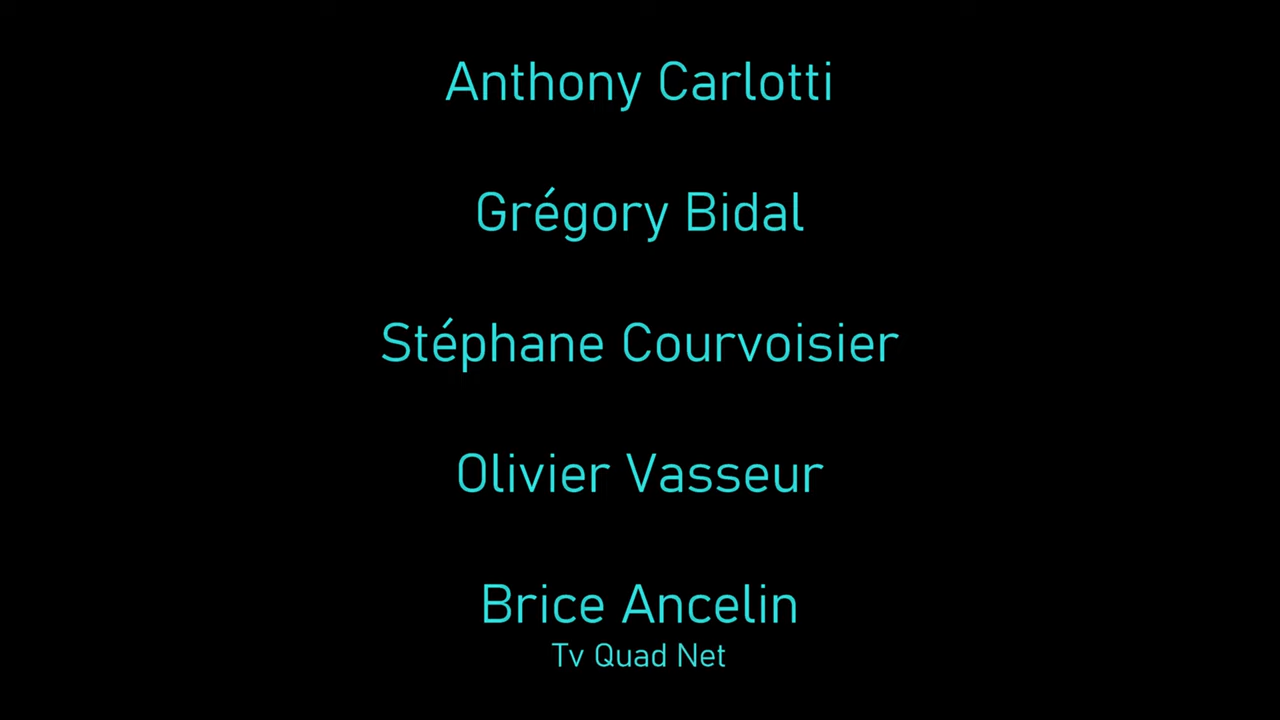 Anthony Carlotti
Grégory Bidal
Stéphane Courvoisier
Olivier Vasseur
Brice Ancelin
Tv Quad Net